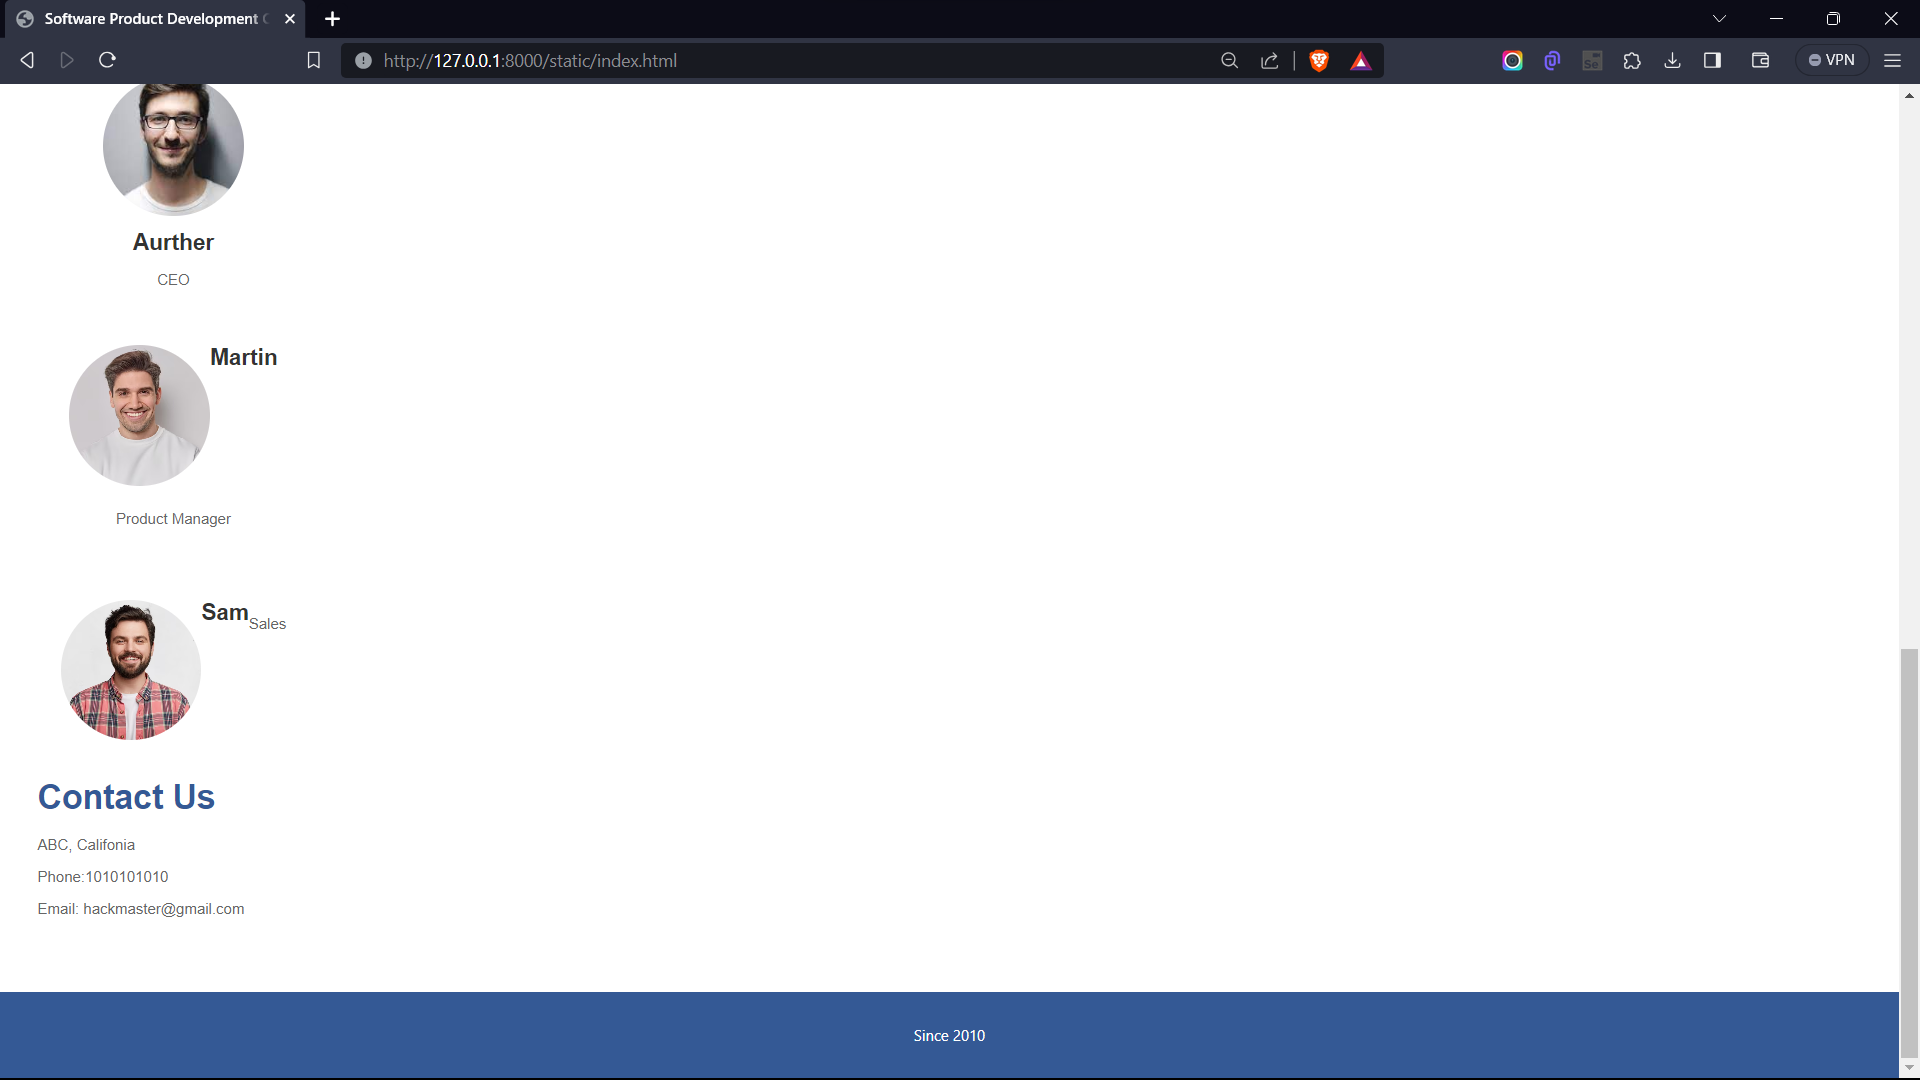 Software Product Development C
http://127.0.0.1:8000/static/index.html
Se
VPN
Aurther
CEO
Martin
Product Manager
Sam
Sales
Contact Us
ABC, Califonia
Phone:1010101010
Email: hackmaster@gmail.com
Since 2010